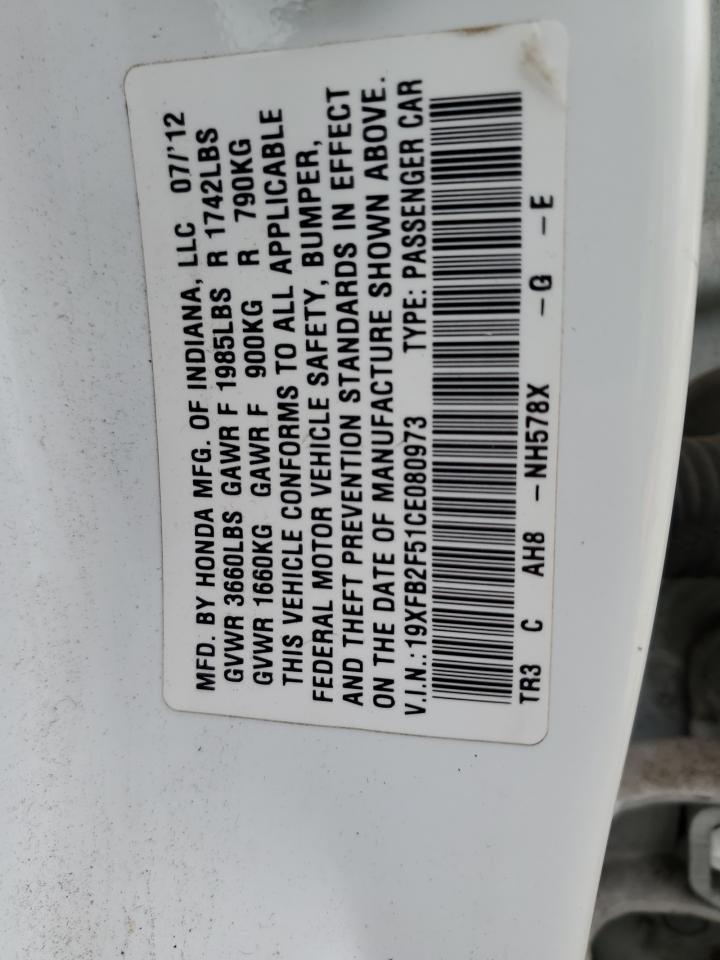 MFD. BY HONDA MFG. OF INDIANA, LLC 07/'12
GVWR 3660LBS GAWR F 1985LBS R 1742LBS
GVWR 1660KG GAWR F 900KG R 790KG
THIS VEHICLE CONFORMS TO ALL APPLICABLE
FEDERAL MOTOR VEHICLE SAFETY, BUMPER,
AND THEFT PREVENTION STANDARDS IN EFFECT
ON THE DATE OF MANUFACTURE SHOWN ABOVE.
V.I.N.:19XFB2F51CE080973 TYPE: PASSENGER CAR
TR3 C AH8 -NH578X -G -E